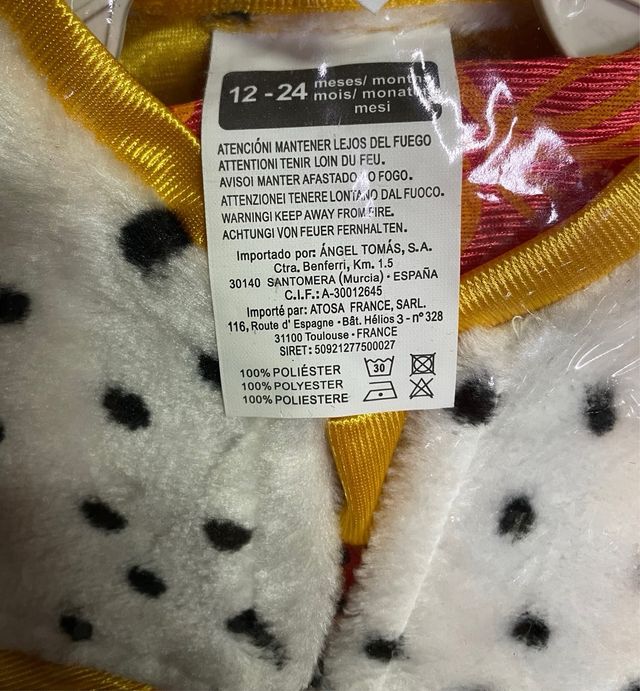 12 - 24 meses/ months
mois/ monat
mesi
ATENCIÓN! MANTENER LEJOS DEL FUEGO
ATTENTION! TENIR LOIN DU FEU.
AVISO! MANTER AFASTADO DO FOGO.
ATTENZIONE! TENERE LONTANO DAL FUOCO.
WARNING! KEEP AWAY FROM FIRE.
ACHTUNG! VON FEUER FERNHALTEN.
Importado por: ÁNGEL TOMÁS, S.A.
Ctra. Benferri, Km. 1.5
30140 SANTOMERA (Murcia) · ESPAÑA
C.I.F.: A-30012645
Importé par: ATOSA FRANCE, SARL.
116, Route d' Espagne · Bât. Hélios 3 - nº 328
31100 Toulouse · FRANCE
SIRET: 50921277500027
100% POLIÉSTER
100% POLYESTER
100% POLIESTERE
30